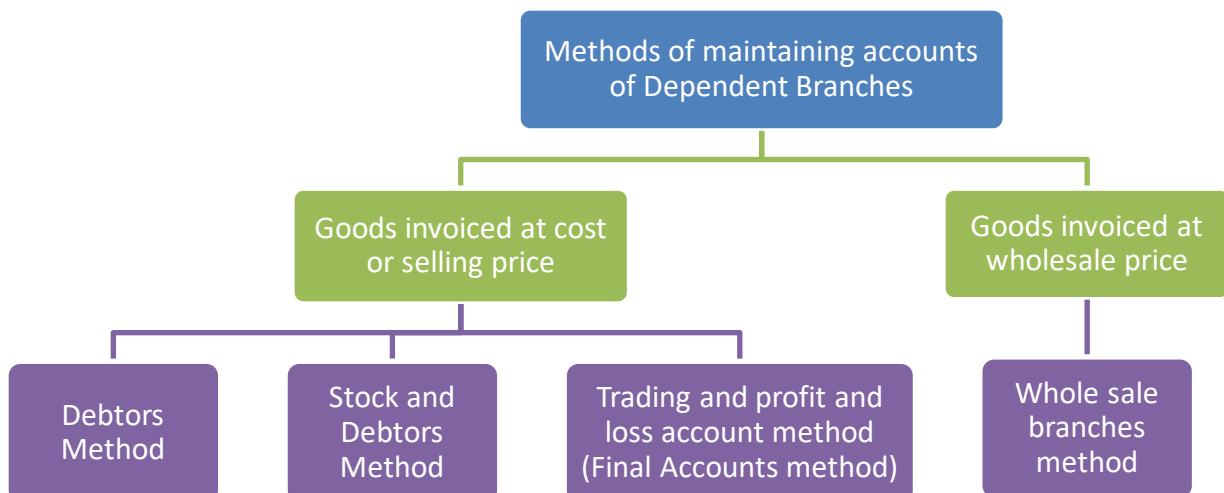 Methods of maintaining accounts
of Dependent Branches
Goods invoiced at cost
or selling price
Goods invoiced at
wholesale price
Debtors
Method
Stock and
Debtors
Method
Trading and profit and
loss account method
(Final Accounts method)
Whole sale
branches
method